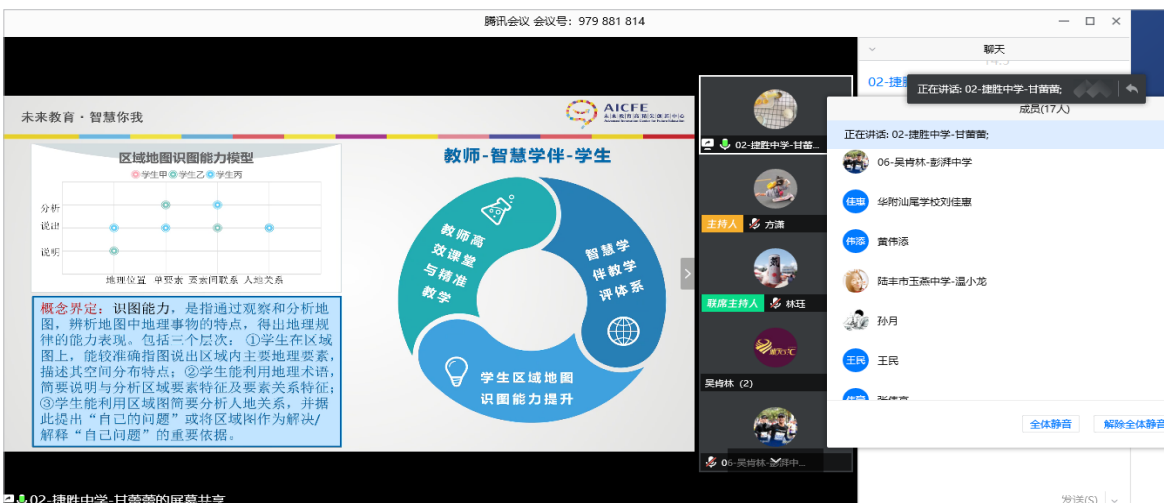 腾讯会议 会议号：979 881 814
聊天
02-捷
正在讲话: 02-捷胜中学-甘蕾蕾;
成员(17人)
正在讲话: 02-捷胜中学-甘蕾蕾;
06-吴肯林-彭湃中学
佳惠 华附汕尾学校刘佳惠
伟添 黄伟添
陆丰市玉燕中学-温小龙
孙月
王民 王民
全体静音 解除全体静音
发送(S)
未来教育·智慧你我
AICFE
区域地图识图能力模型
学生甲 学生乙 学生丙
分析
说出
说明
地理位置 单要素 要素间联系 人地关系
概念界定：识图能力，是指通过观察和分析地
图，辨析地图中地理事物的特点，得出地理规
律的能力表现。包括三个层次：①学生在区域
图上，能较准确指图说出区域内主要地理要素，
描述其空间分布特点；②学生能利用地理术语，
简要说明与分析区域要素特征及要素关系特征；
③学生能利用区域图简要分析人地关系，并据
此提出“自己的问题”或将区域图作为解决/
解释“自己问题”的重要依据。
教师-智慧学伴-学生
教师高
效课堂
与精准
教学
智慧学
伴教学
评体系
学生区域地图
识图能力提升
02-捷胜中学-甘蕾...
主持人 方潇
联席主持人 林珏
吴肯林（2）
06-吴肯林-彭湃中...
02-捷胜中学-甘蕾蕾的屏幕共享